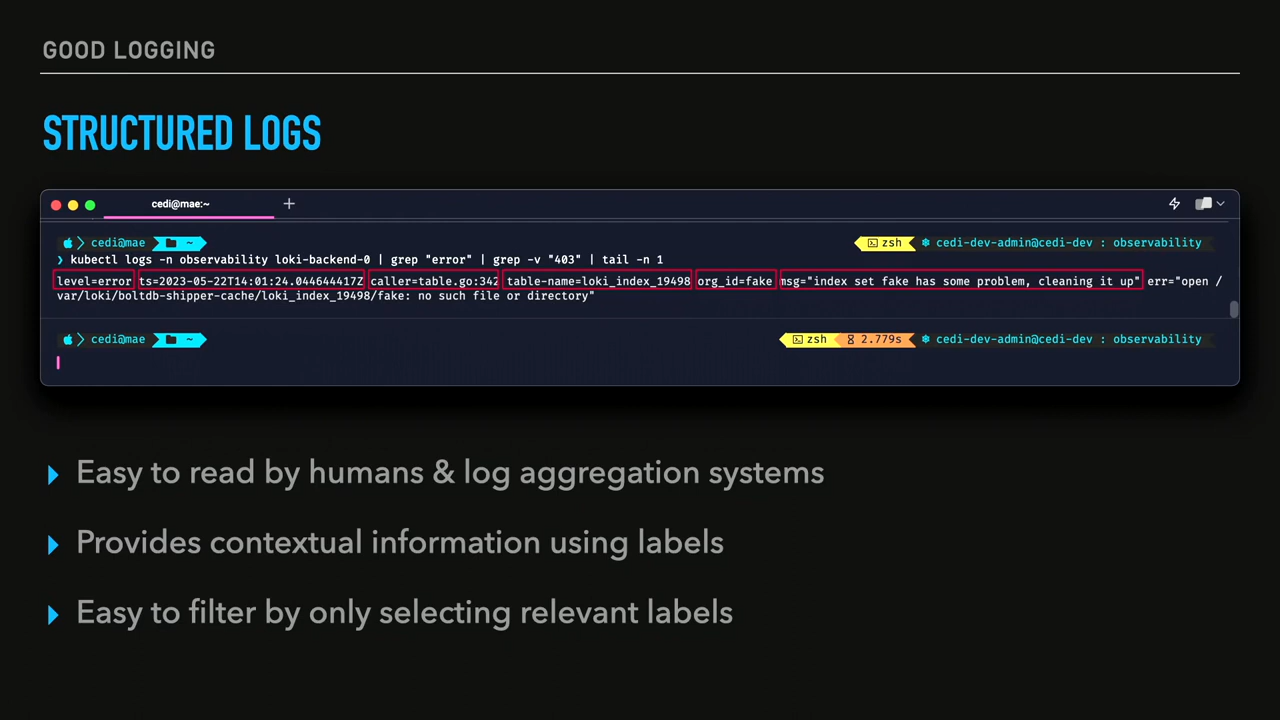 GOOD LOGGING
STRUCTURED LOGS
cedi@mae:~ +
cedi@mae ~ zsh cedi-dev-admin@cedi-dev : observability
❯ kubectl logs -n observability loki-backend-0 | grep "error" | grep -v "403" | tail -n 1
level=error ts=2023-05-22T14:01:24.044644417Z caller=table.go:342 table-name=loki_index_19498 org_id=fake msg="index set fake has some problem, cleaning it up" err="open /
var/loki/boltdb-shipper-cache/loki_index_19498/fake: no such file or directory"
cedi@mae ~ zsh 2.779s cedi-dev-admin@cedi-dev : observability
Easy to read by humans & log aggregation systems
Provides contextual information using labels
Easy to filter by only selecting relevant labels